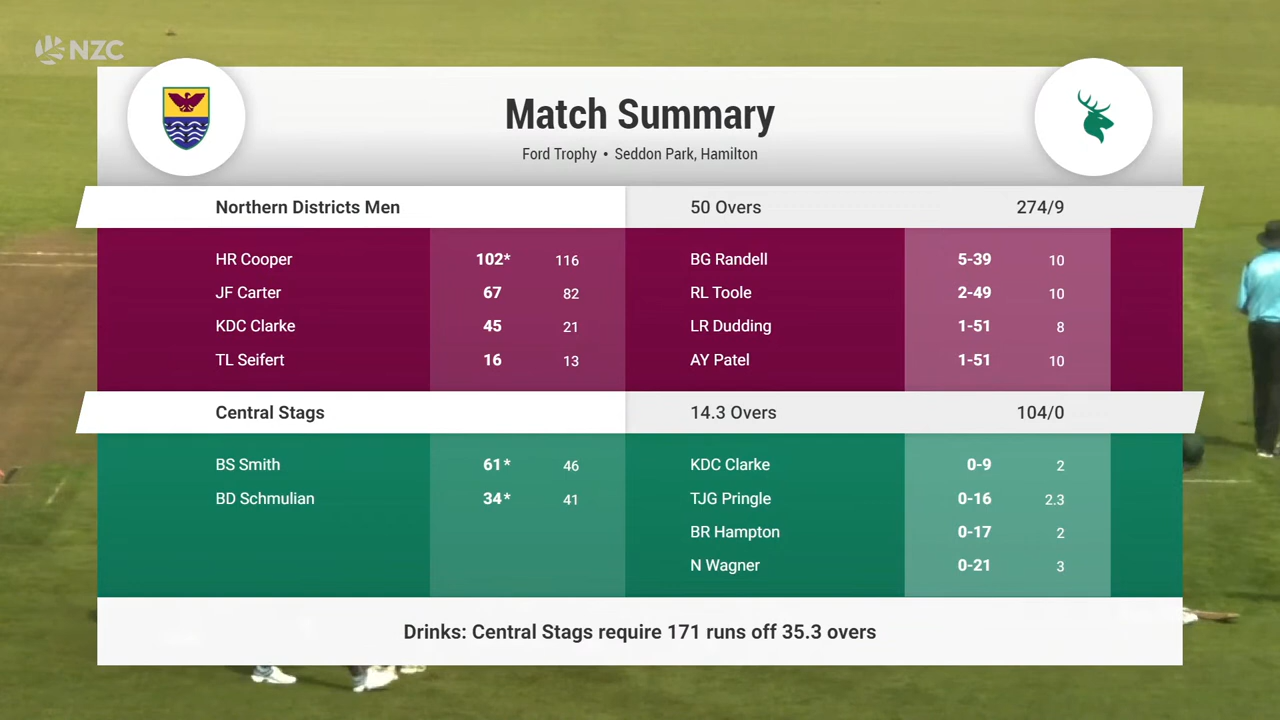 NZC
Match Summary
Ford Trophy • Seddon Park, Hamilton
Northern Districts Men 50 Overs 274/9
HR Cooper 102* 116 BG Randell 5-39 10
JF Carter 67 82 RL Toole 2-49 10
KDC Clarke 45 21 LR Dudding 1-51 8
TL Seifert 16 13 AY Patel 1-51 10
Central Stags 14.3 Overs 104/0
BS Smith 61* 46 KDC Clarke 0-9 2
BD Schmulian 34* 41 TJG Pringle 0-16 2.3
BR Hampton 0-17 2
N Wagner 0-21 3
Drinks: Central Stags require 171 runs off 35.3 overs